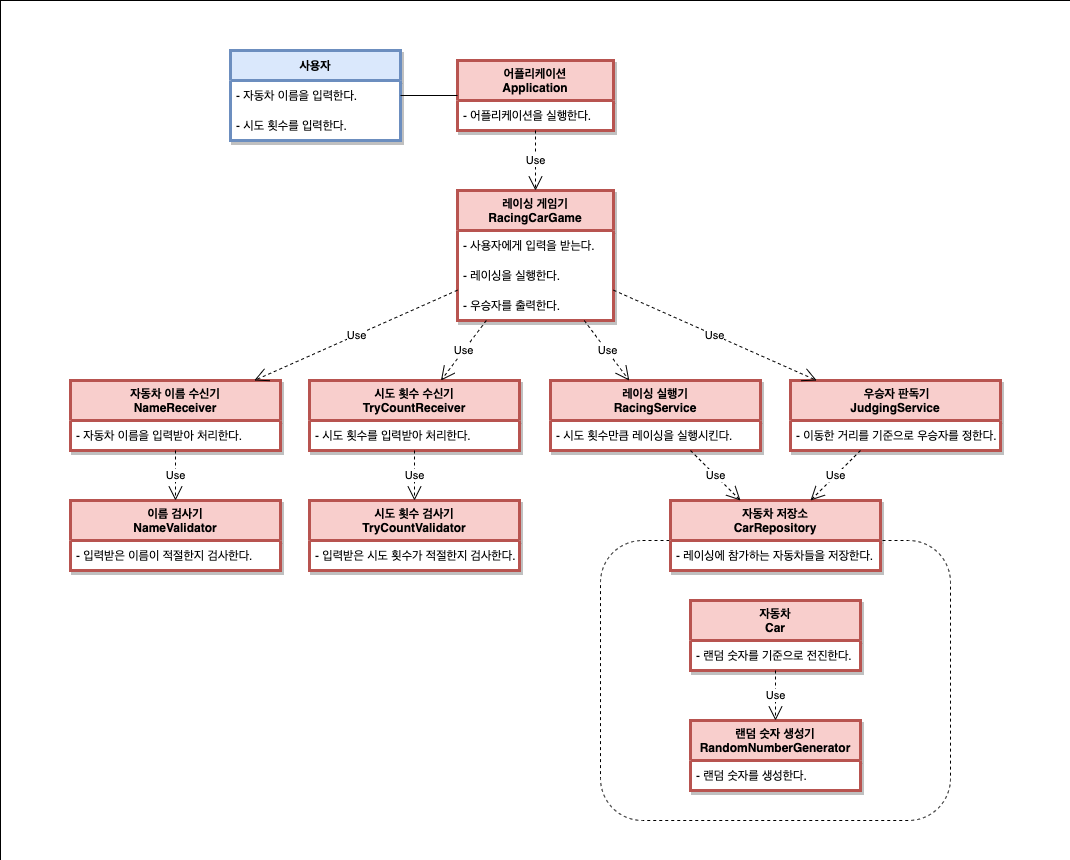 사용자
- 자동차 이름을 입력한다.
- 시도 횟수를 입력한다.
어플리케이션
Application
- 어플리케이션을 실행한다.
Use
레이싱 게임기
RacingCarGame
- 사용자에게 입력을 받는다.
- 레이싱을 실행한다.
- 우승자를 출력한다.
Use
Use
Use
Use
자동차 이름 수신기
NameReceiver
- 자동차 이름을 입력받아 처리한다.
시도 횟수 수신기
TryCountReceiver
- 시도 횟수를 입력받아 처리한다.
레이싱 실행기
RacingService
- 시도 횟수만큼 레이싱을 실행시킨다.
우승자 판독기
JudgingService
- 이동한 거리를 기준으로 우승자를 정한다.
Use
Use
Use
Use
이름 검사기
NameValidator
- 입력받은 이름이 적절한지 검사한다.
시도 횟수 검사기
TryCountValidator
- 입력받은 시도 횟수가 적절한지 검사한다.
자동차 저장소
CarRepository
- 레이싱에 참가하는 자동차들을 저장한다.
자동차
Car
- 랜덤 숫자를 기준으로 전진한다.
Use
랜덤 숫자 생성기
RandomNumberGenerator
- 랜덤 숫자를 생성한다.